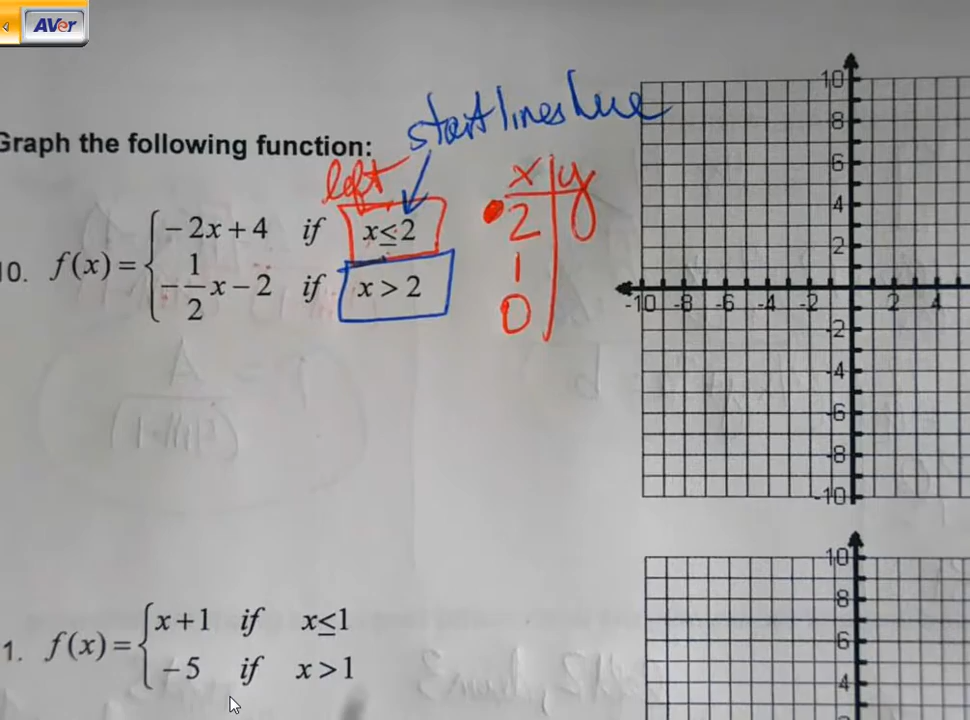 AVer
start lines here
Graph the following function:
left
x y
10. f(x) = { -2x + 4 if x ≤ 2
-1/2 x - 2 if x > 2
2
1
0
10
8
6
4
2
-10 -8 -6 -4 -2 2 4
-2
-4
-6
-8
-10
1. f(x) = { x + 1 if x ≤ 1
-5 if x > 1
10
8
6
4